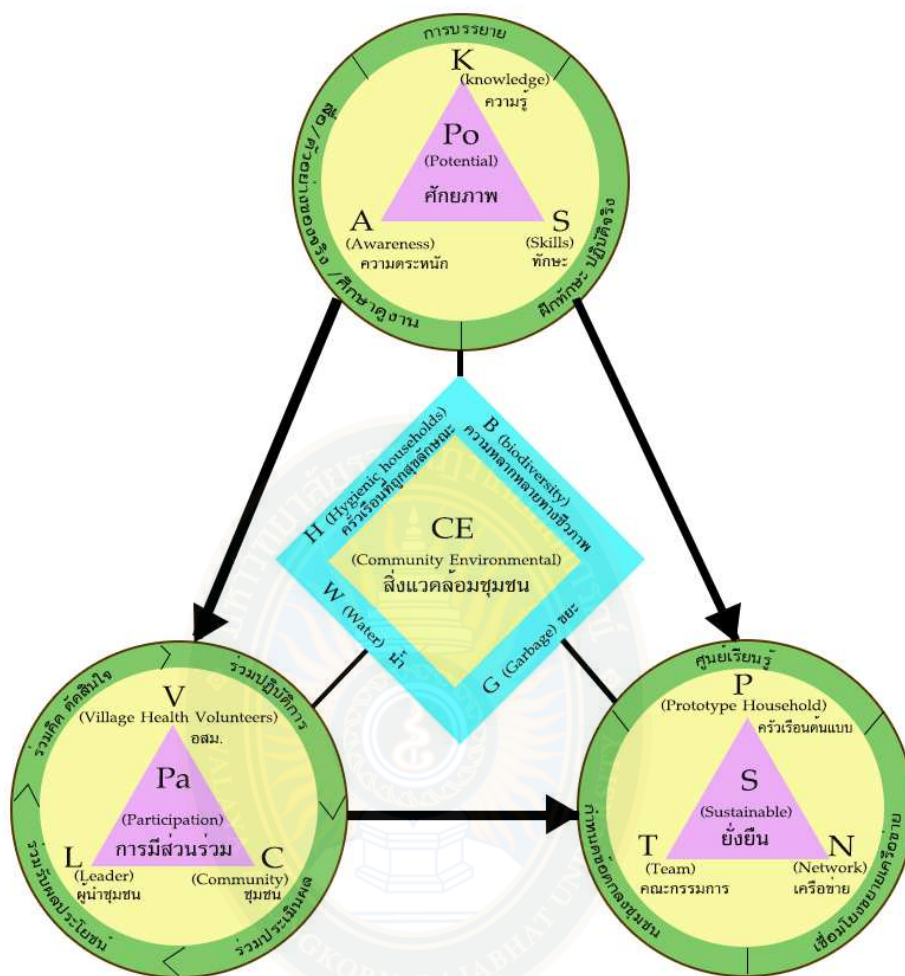 การบรรยาย
สื่อ/ตัวอย่างของจริง /ศึกษาดูงาน
ฝึกทักษะ ปฏิบัติจริง
K
(knowledge)
ความรู้
Po
(Potential)
ศักยภาพ
A
(Awareness)
ความตระหนัก
S
(Skills)
ทักษะ
H (Hygienic households)
ครัวเรือนที่ถูกสุขลักษณะ
B (biodiversity)
ความหลากหลายทางชีวภาพ
CE
(Community Environmental)
สิ่งแวดล้อมชุมชน
W (Water) น้ำ
G (Garbage) ขยะ
ร่วมคิด ตัดสินใจ
ร่วมปฏิบัติการ
V
(Village Health Volunteers)
อสม.
Pa
(Participation)
การมีส่วนร่วม
L
(Leader)
ผู้นำชุมชน
C
(Community)
ชุมชน
ร่วมรับผลประโยชน์
ร่วมประเมินผล
ศูนย์เรียนรู้
P
(Prototype Household)
ครัวเรือนต้นแบบ
S
(Sustainable)
ยั่งยืน
T
(Team)
คณะกรรมการ
N
(Network)
เครือข่าย
กำหนดข้อตกลงชุมชน
เชื่อมโยงขยายเครือข่าย